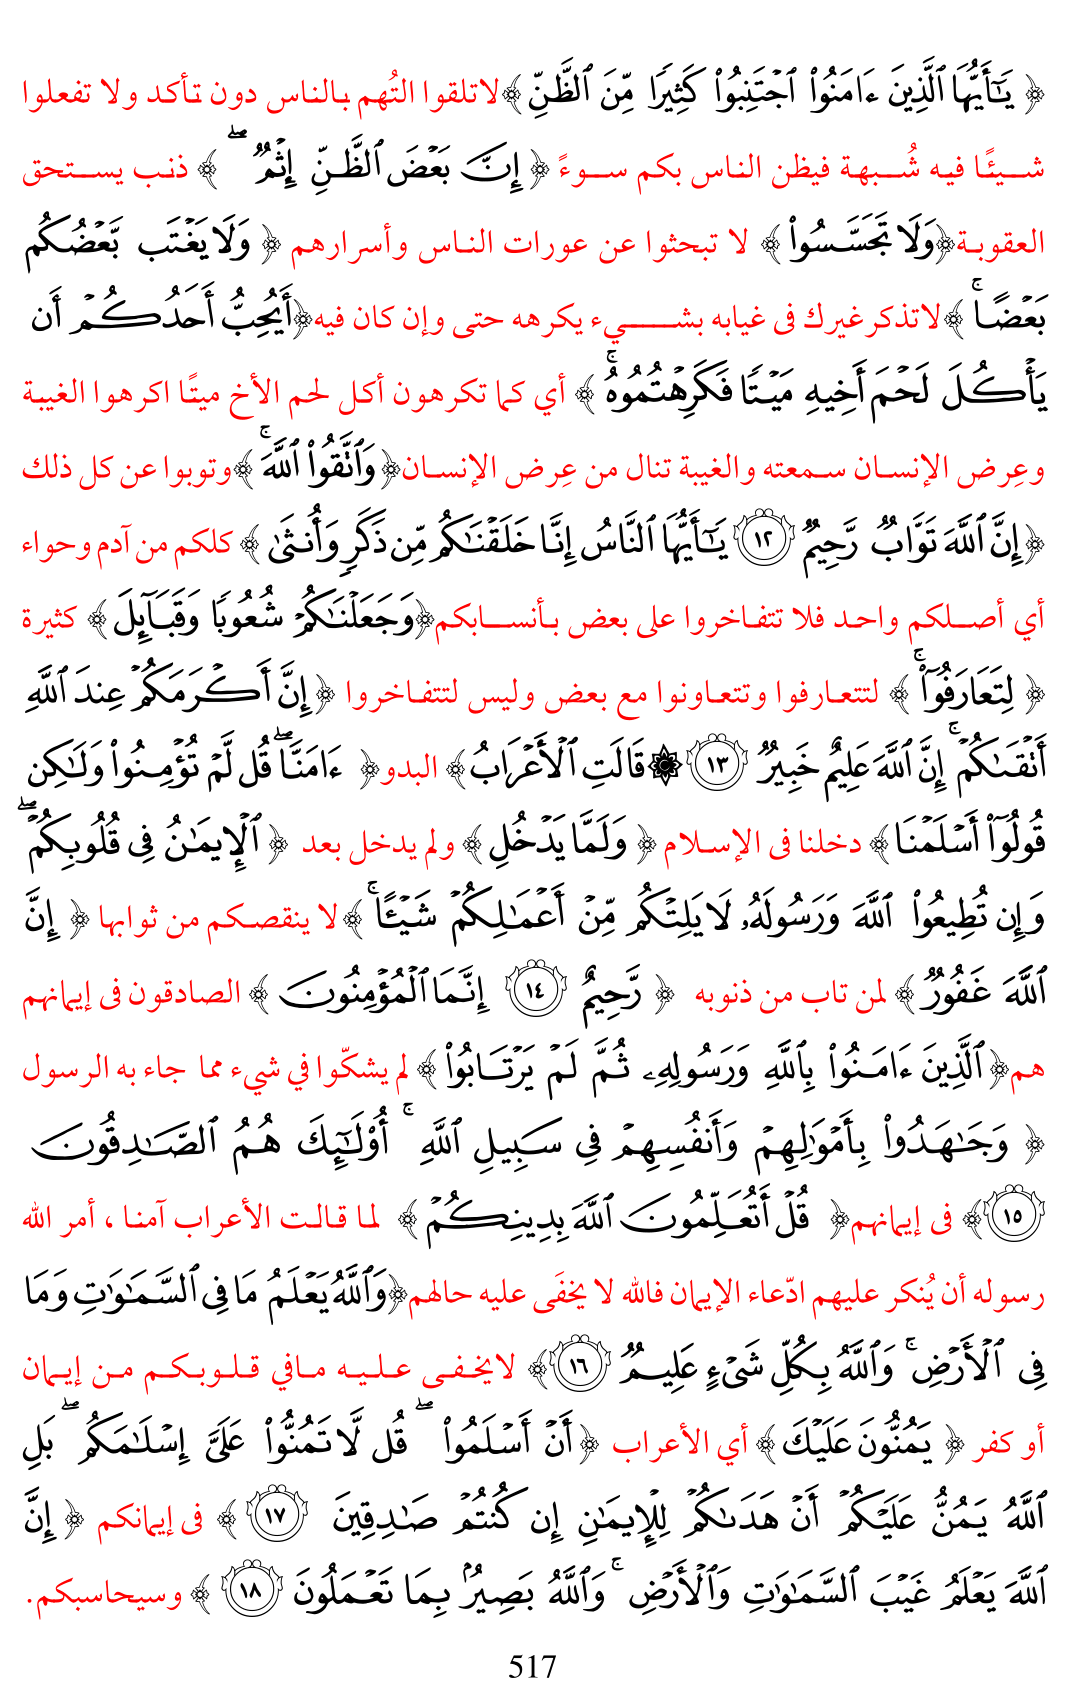 ﴿ يَـٰٓأَيُّهَا ٱلَّذِينَ ءَامَنُوا۟ ٱجْتَنِبُوا۟ كَثِيرًا مِّنَ ٱلظَّنِّ ﴾ لاتلقوا التُهم بالناس دون تأكد ولا تفعلوا
شيئًا فيه شُبهة فيظن الناس بكم سوءً ﴿ إِنَّ بَعْضَ ٱلظَّنِّ إِثْمٌ ۖ ﴾ ذنب يستحق
العقوبة ﴿وَلَا تَجَسَّسُوا۟ ﴾ لا تبحثوا عن عورات الناس وأسرارهم ﴿ وَلَا يَغْتَب بَّعْضُكُم
بَعْضًا ۚ ﴾ لاتذكر غيرك فى غيابه بشيء يكرهه حتى وإن كان فيه ﴿أَيُحِبُّ أَحَدُكُمْ أَن
يَأْكُلَ لَحْمَ أَخِيهِ مَيْتًا فَكَرِهْتُمُوهُ ۚ ﴾ أي كما تكرهون أكل لحم الأخ ميتًا اكرهوا الغيبة
وعِرض الإنسان سمعته والغيبة تنال من عِرض الإنسان ﴿وَٱتَّقُوا۟ ٱللَّهَ ۚ ﴾ وتوبوا عن كل ذلك
﴿ إِنَّ ٱللَّهَ تَوَّابٌ رَّحِيمٌ ١٢ يَـٰٓأَيُّهَا ٱلنَّاسُ إِنَّا خَلَقْنَـٰكُم مِّن ذَكَرٍ وَأُنثَىٰ ﴾ كلكم من آدم وحواء
أي أصلكم واحد فلا تتفاخروا على بعض بأنسابكم ﴿وَجَعَلْنَـٰكُمْ شُعُوبًا وَقَبَآئِلَ ﴾ كثيرة
﴿ لِتَعَارَفُوٓا۟ ۚ ﴾ لتتعارفوا وتتعاونوا مع بعض وليس لتتفاخروا ﴿ إِنَّ أَكْرَمَكُمْ عِندَ ٱللَّهِ
أَتْقَىٰكُمْ ۚ إِنَّ ٱللَّهَ عَلِيمٌ خَبِيرٌ ١٣ ۞ قَالَتِ ٱلْأَعْرَابُ ﴾ البدو ﴿ ءَامَنَّا ۖ قُل لَّمْ تُؤْمِنُوا۟ وَلَـٰكِن
قُولُوٓا۟ أَسْلَمْنَا ﴾ دخلنا فى الإسلام ﴿ وَلَمَّا يَدْخُلِ ﴾ ولم يدخل بعد ﴿ ٱلْإِيمَـٰنُ فِى قُلُوبِكُمْ ۖ
وَإِن تُطِيعُوا۟ ٱللَّهَ وَرَسُولَهُۥ لَا يَلِتْكُم مِّنْ أَعْمَـٰلِكُمْ شَيْـًٔا ۚ ﴾ لا ينقصكم من ثوابها ﴿ إِنَّ
ٱللَّهَ غَفُورٌ ﴾ لمن تاب من ذنوبه ﴿ رَّحِيمٌ ١٤ إِنَّمَا ٱلْمُؤْمِنُونَ ﴾ الصادقون فى إيمانهم
هم ﴿ٱلَّذِينَ ءَامَنُوا۟ بِٱللَّهِ وَرَسُولِهِۦ ثُمَّ لَمْ يَرْتَابُوا۟ ﴾ لم يشكّوا في شيء مما جاء به الرسول
﴿ وَجَـٰهَدُوا۟ بِأَمْوَٰلِهِمْ وَأَنفُسِهِمْ فِى سَبِيلِ ٱللَّهِ ۚ أُو۟لَـٰٓئِكَ هُمُ ٱلصَّـٰدِقُونَ
١٥ ﴾ فى إيمانهم ﴿ قُلْ أَتُعَلِّمُونَ ٱللَّهَ بِدِينِكُمْ ﴾ لما قالت الأعراب آمنا ، أمر الله
رسوله أن يُنكر عليهم ادّعاء الإيمان فالله لا يخفَى عليه حالهم ﴿وَٱللَّهُ يَعْلَمُ مَا فِى ٱلسَّمَـٰوَٰتِ وَمَا
فِى ٱلْأَرْضِ ۚ وَٱللَّهُ بِكُلِّ شَىْءٍ عَلِيمٌ ١٦ ﴾ لايخفى عليه مافي قلوبكم من إيمان
أو كفر ﴿ يَمُنُّونَ عَلَيْكَ ﴾ أي الأعراب ﴿ أَنْ أَسْلَمُوا۟ ۖ قُل لَّا تَمُنُّوا۟ عَلَىَّ إِسْلَـٰمَكُم ۖ بَلِ
ٱللَّهُ يَمُنُّ عَلَيْكُمْ أَنْ هَدَىٰكُمْ لِلْإِيمَـٰنِ إِن كُنتُمْ صَـٰدِقِينَ ١٧ ﴾ فى إيمانكم ﴿ إِنَّ
ٱللَّهَ يَعْلَمُ غَيْبَ ٱلسَّمَـٰوَٰتِ وَٱلْأَرْضِ ۚ وَٱللَّهُ بَصِيرٌۢ بِمَا تَعْمَلُونَ ١٨ ﴾ وسيحاسبكم.
517